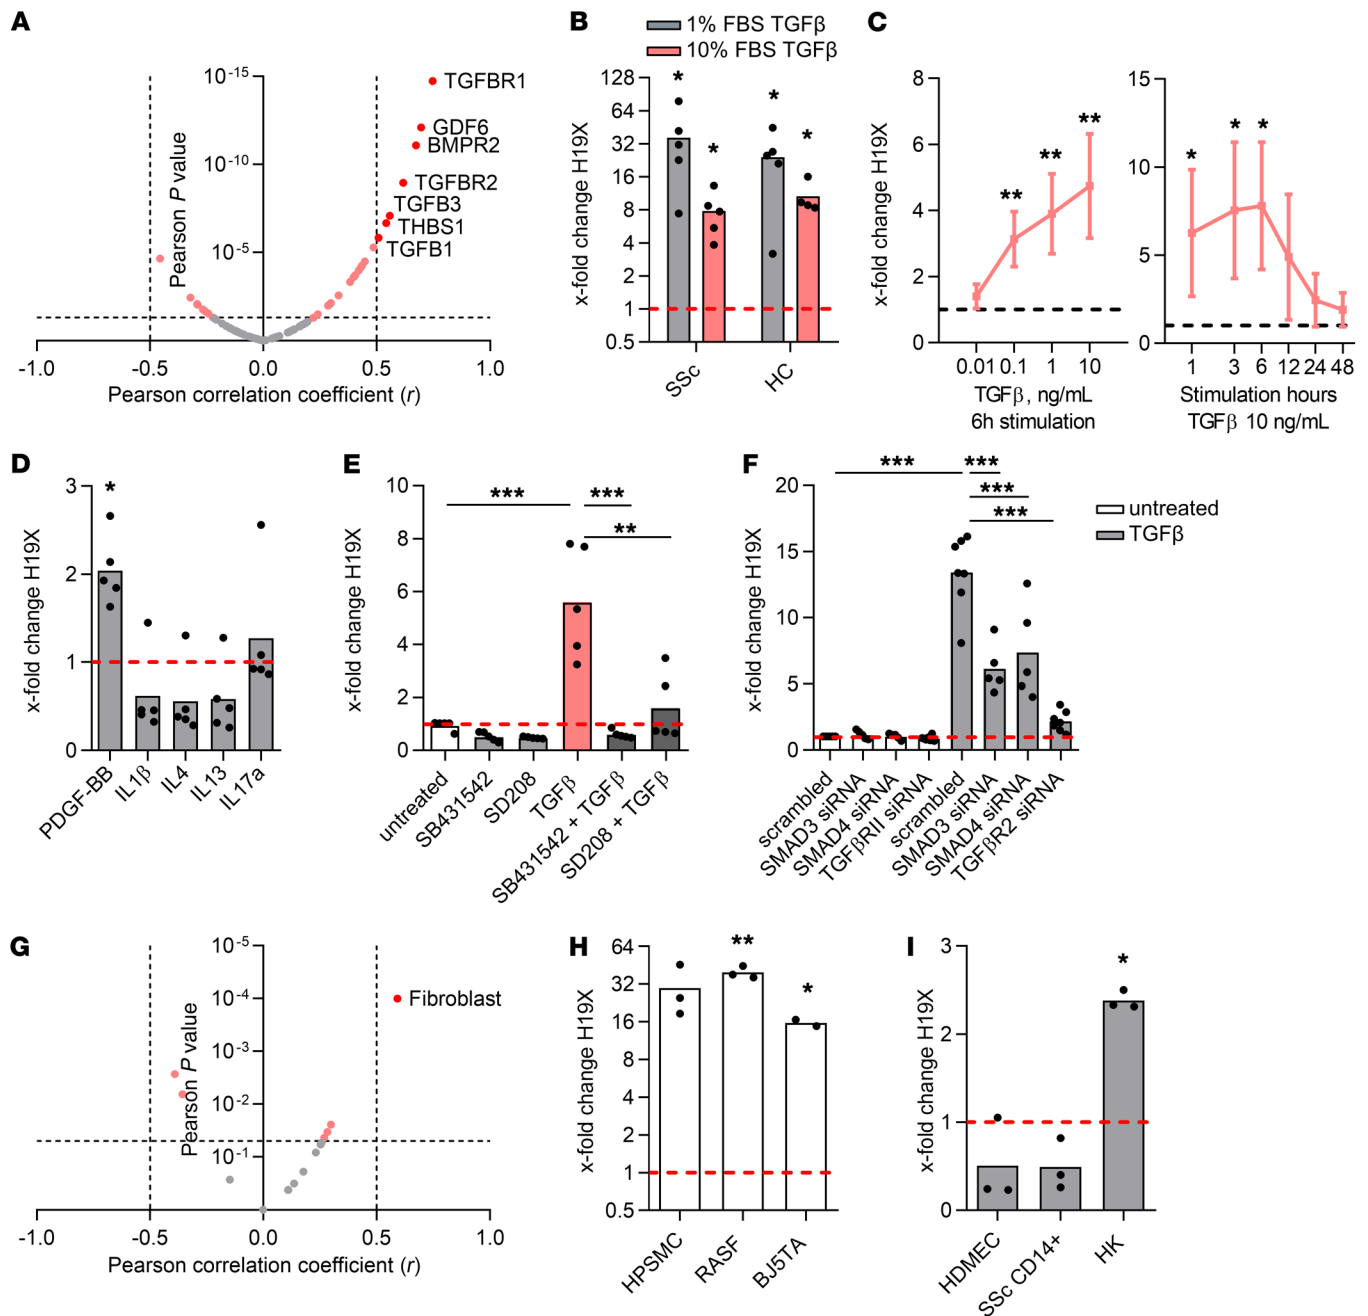 A
10-15
10-10
10-5
Pearson P value
TGFBR1
GDF6
BMPR2
TGFBR2
TGFB3
THBS1
TGFB1
-1.0 -0.5 0.0 0.5 1.0
Pearson correlation coefficient (r)
B
1% FBS TGFβ
10% FBS TGFβ
x-fold change H19X
128
64
32
16
8
4
2
1
0.5
* * * *
SSc HC
C
x-fold change H19X
8
6
4
2
0
** ** **
0.01 0.1 1 10
TGFβ, ng/mL
6h stimulation
15
10
5
0
* * *
1 3 6 12 24 48
Stimulation hours
TGFβ 10 ng/mL
D
x-fold change H19X
3
2
1
0
*
PDGF-BB
IL1β
IL4
IL13
IL17a
E
x-fold change H19X
10
8
6
4
2
0
*** ***
**
untreated
SB431542
SD208
TGFβ
SB431542 + TGFβ
SD208 + TGFβ
F
x-fold change H19X
20
15
10
5
0
*** ***
***
***
untreated
TGFβ
scrambled
SMAD3 siRNA
SMAD4 siRNA
TGFβRII siRNA
scrambled
SMAD3 siRNA
SMAD4 siRNA
TGFβR2 siRNA
G
10-5
10-4
10-3
10-2
10-1
Pearson P value
Fibroblast
-1.0 -0.5 0.0 0.5 1.0
Pearson correlation coefficient (r)
H
x-fold change H19X
64
32
16
8
4
2
1
0.5
** *
HPSMC
RASF
BJ5TA
I
x-fold change H19X
3
2
1
0
*
HDMEC
SSc CD14+
HK